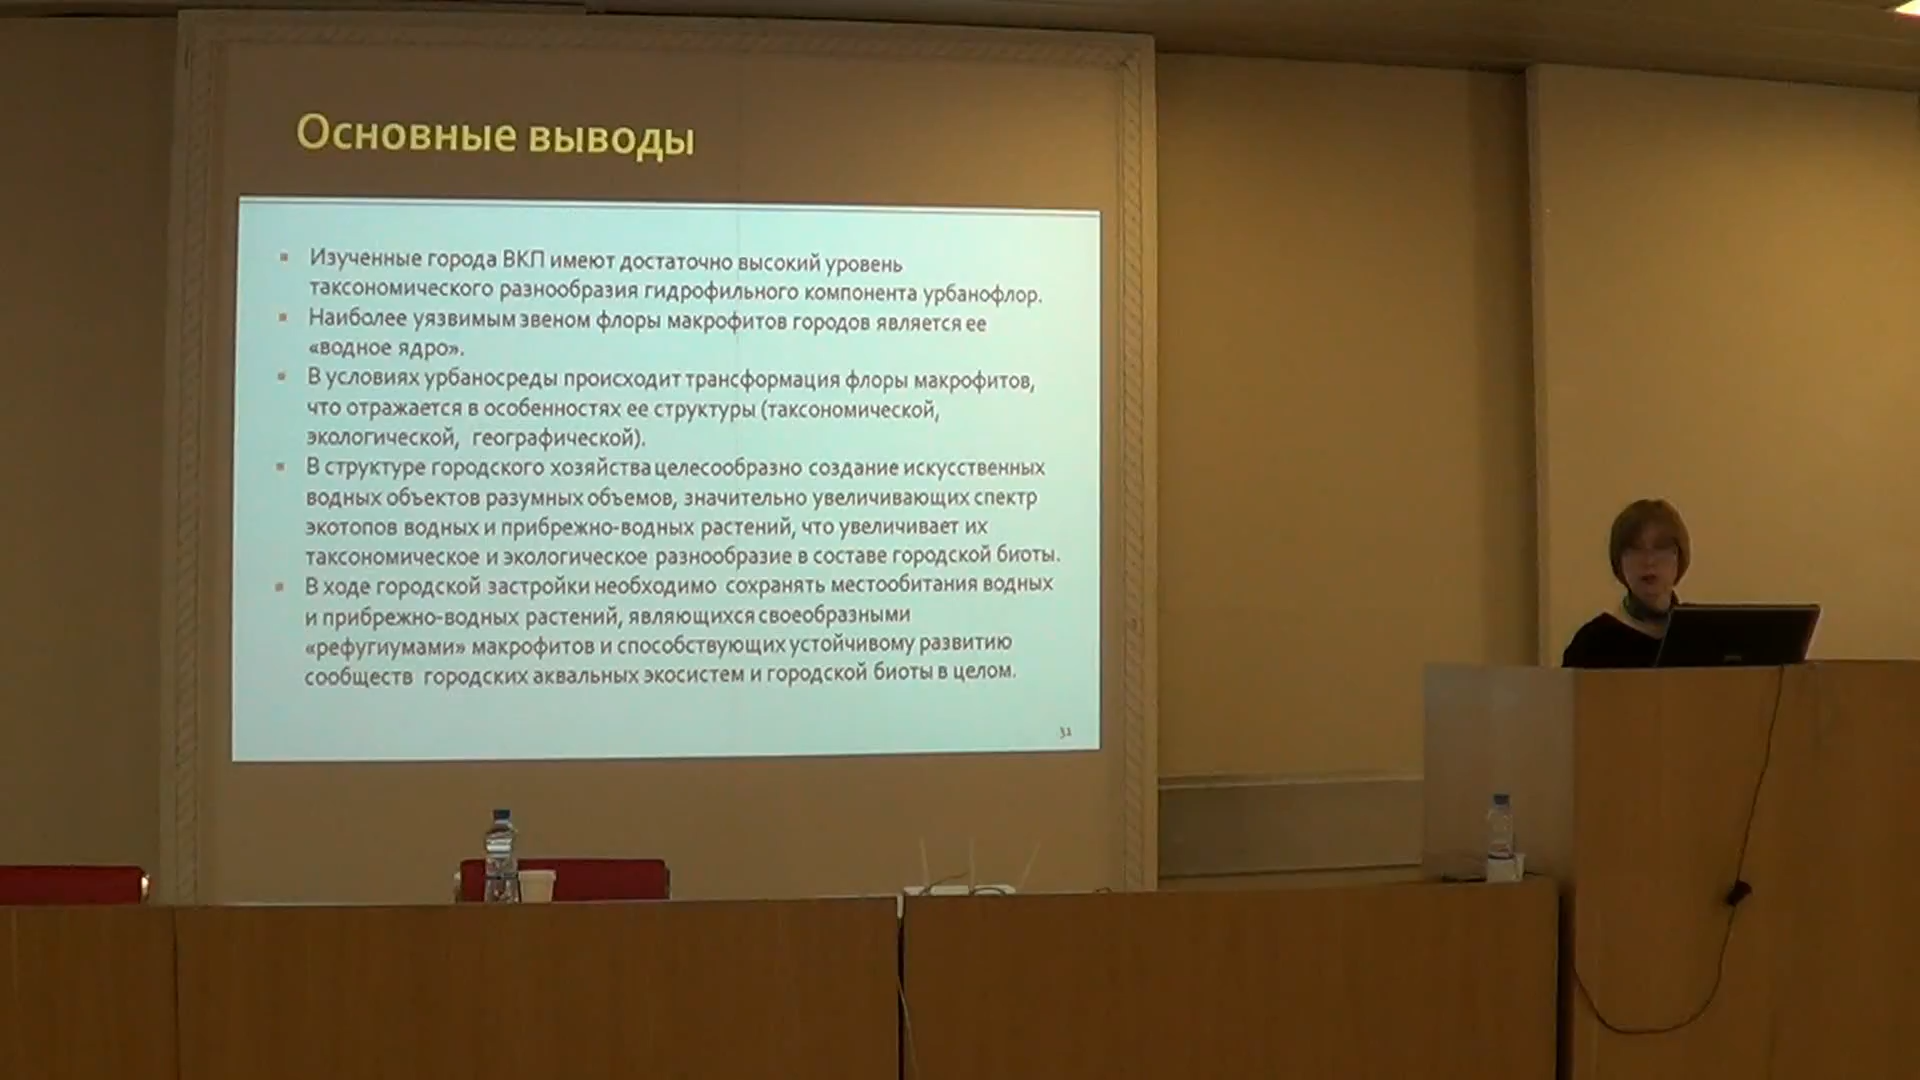 Основные выводы
Изученные города ВКП имеют достаточно высокий уровень
таксономического разнообразия гидрофильного компонента урбанофлор.
Наиболее уязвимым звеном флоры макрофитов городов является ее
«водное ядро».
В условиях урбаносреды происходит трансформация флоры макрофитов,
что отражается в особенностях ее структуры (таксономической,
экологической, географической).
В структуре городского хозяйства целесообразно создание искусственных
водных объектов разумных объемов, значительно увеличивающих спектр
экотопов водных и прибрежно-водных растений, что увеличивает их
таксономическое и экологическое разнообразие в составе городской биоты.
В ходе городской застройки необходимо сохранять местообитания водных
и прибрежно-водных растений, являющихся своеобразными
«рефугиумами» макрофитов и способствующих устойчивому развитию
сообществ городских аквальных экосистем и городской биоты в целом.